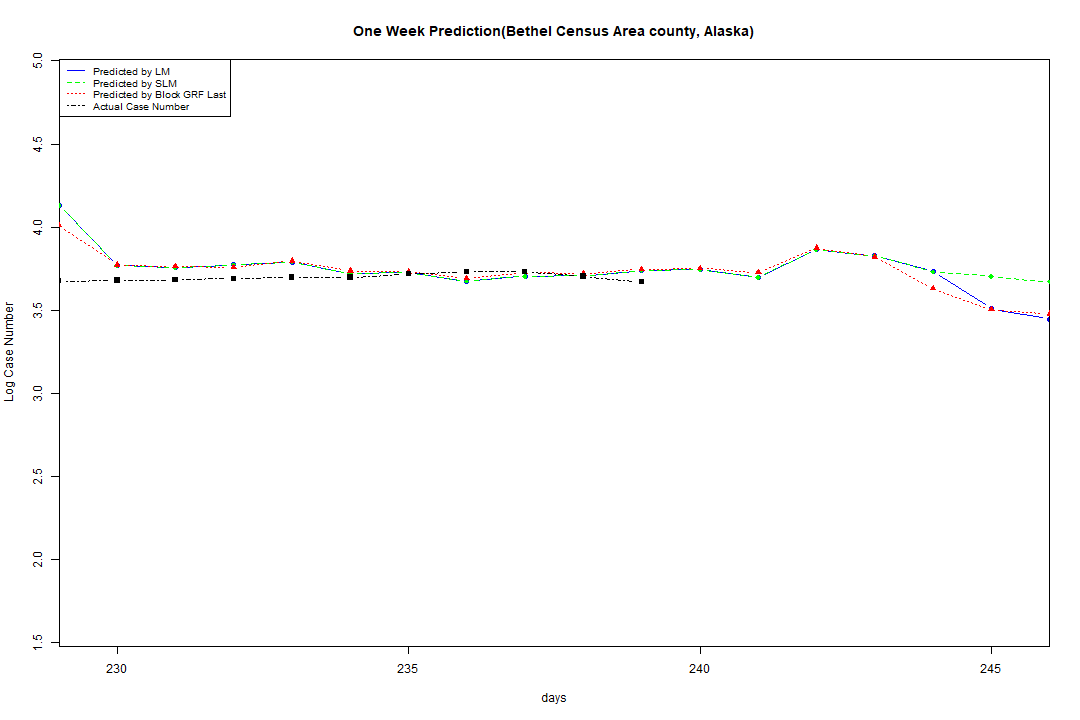 One Week Prediction(Bethel Census Area county, Alaska)
Predicted by LM
Predicted by SLM
Predicted by Block GRF Last
Actual Case Number
5.0
4.5
4.0
3.5
3.0
2.5
2.0
1.5
Log Case Number
230
235
240
245
days